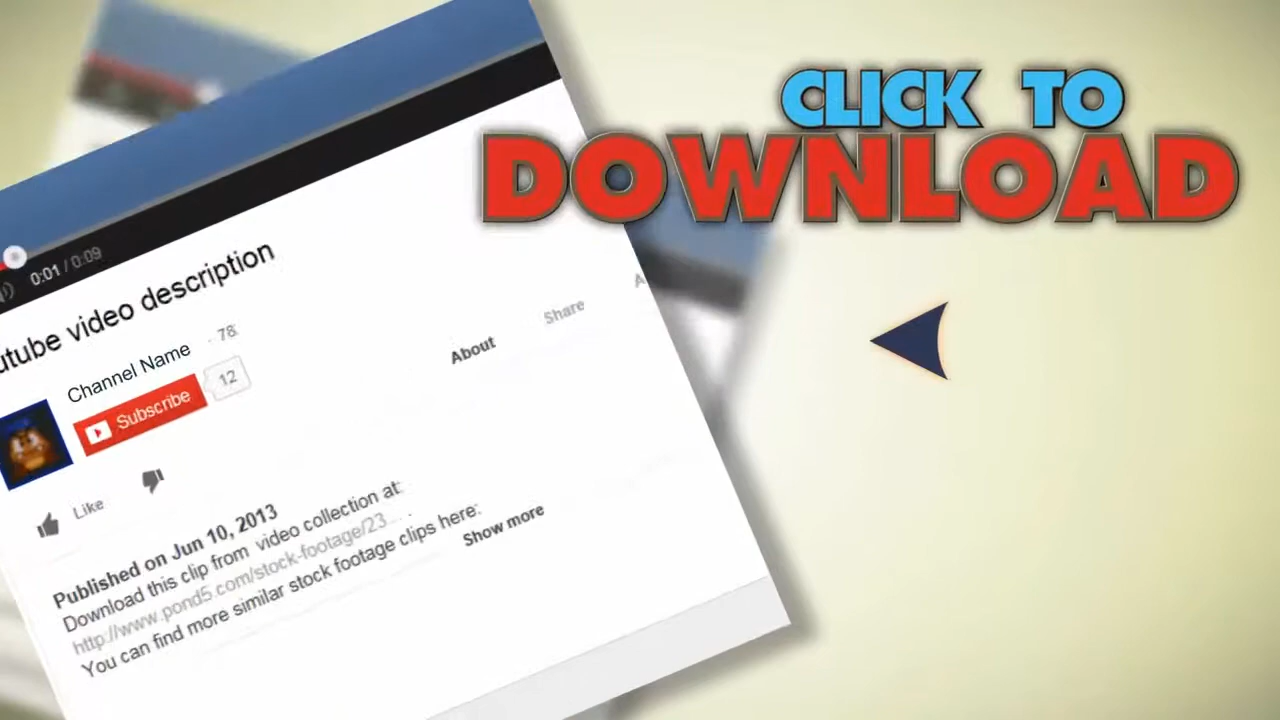 CLICK TO
DOWNLOAD
0:01 / 0:09
utube video description
Channel Name
78
Subscribe
12
About
Share
A
Like
Published on Jun 10, 2013
Download this clip from video collection at:
http://www.pond5.com/stock-footage/23...
You can find more similar stock footage clips here:
Show more